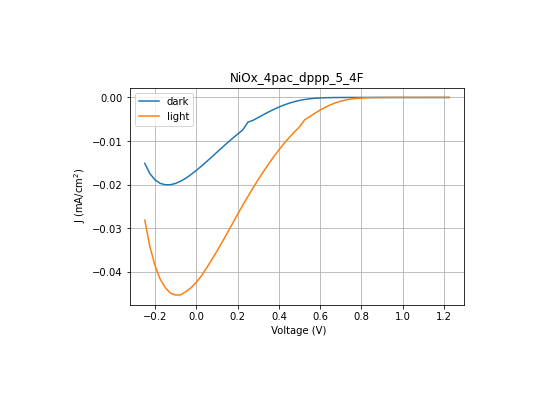 NiOx_4pac_dppp_5_4F
dark
light
J (mA/cm²)
0.00
−0.01
−0.02
−0.03
−0.04
−0.2 0.0 0.2 0.4 0.6 0.8 1.0 1.2
Voltage (V)